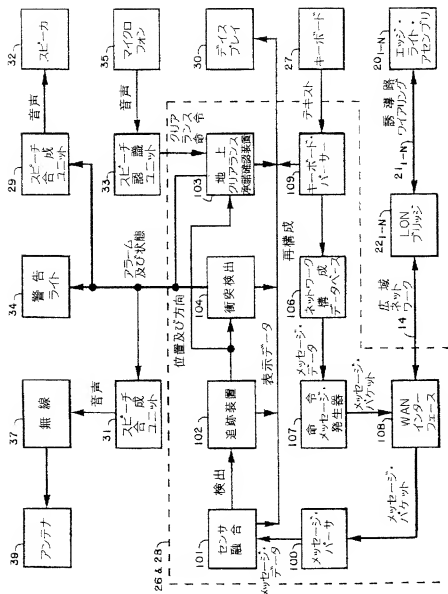 32
スピーカ
35
マイクロ
フォン
30
ディス
プレイ
27
キーボード
20 I-N
エッジ・
ライト・ア
センブリ
音声
音声
テキスト
誘導路
ワイアリング
21 I-N
29
スピーチ
合成
ユニット
33
スピーチ
認識
ユニット
クリアランス
命令
103
地上
クリアランス
承諾確認装置
109
キーボード・
パーサー
22 I-N
LON
ブリッジ
34
警告
ライト
アラーム
及び状態
位置及び方向
104
衝突検出
再構成
106
ネットワーク
構成
データベース
広域
ネット
ワーク
14
37
無線
音声
31
スピーチ
合成
ユニット
102
追跡装置
表示データ
メッセージ・
データ
107
命令
メッセージ・
発生器
メッセージ・
パケット
108
WAN
インター
フェース
39
アンテナ
26 & 28
検出
101
センサ
融合
メッセージ・
データ
100
メッセージ・
パーサ
メッセージ・
パケット